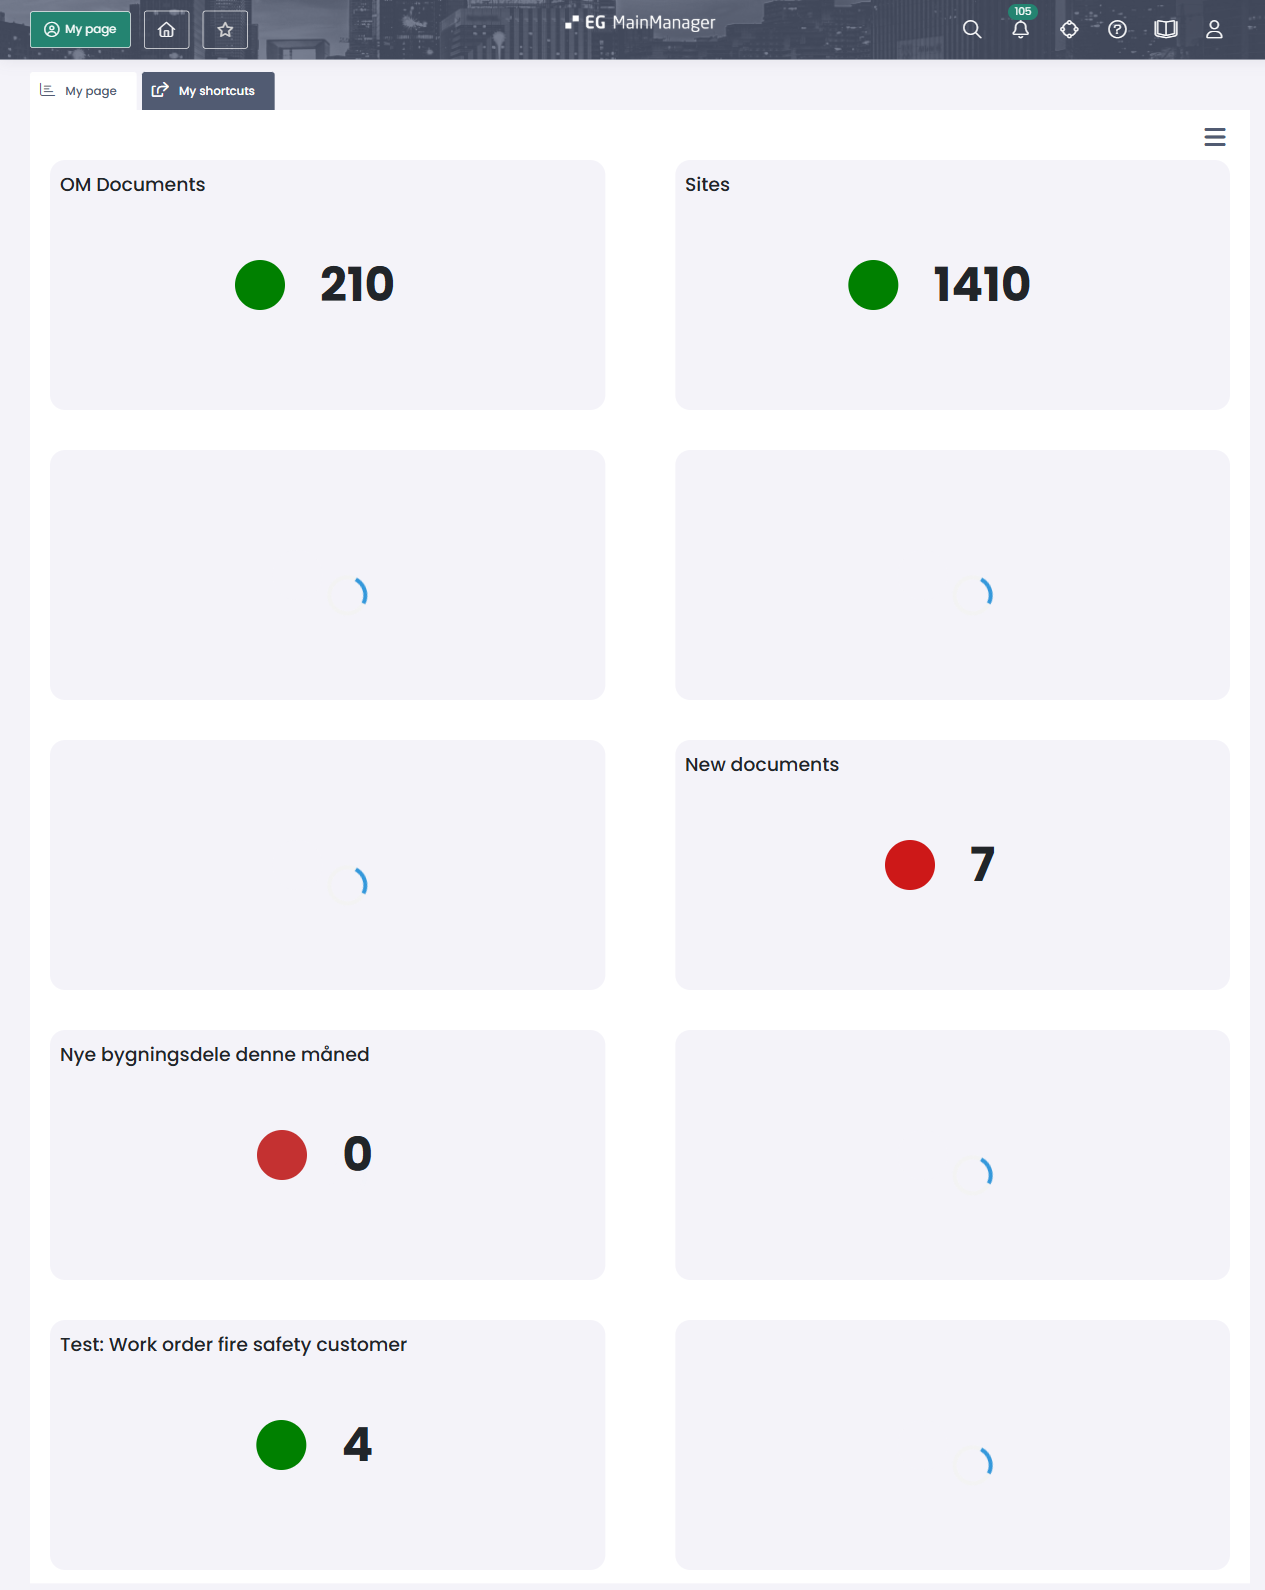 My page
EG MainManager
105
My page
My shortcuts
OM Documents
210
Sites
1410
New documents
7
Nye bygningsdele denne måned
0
Test: Work order fire safety customer
4